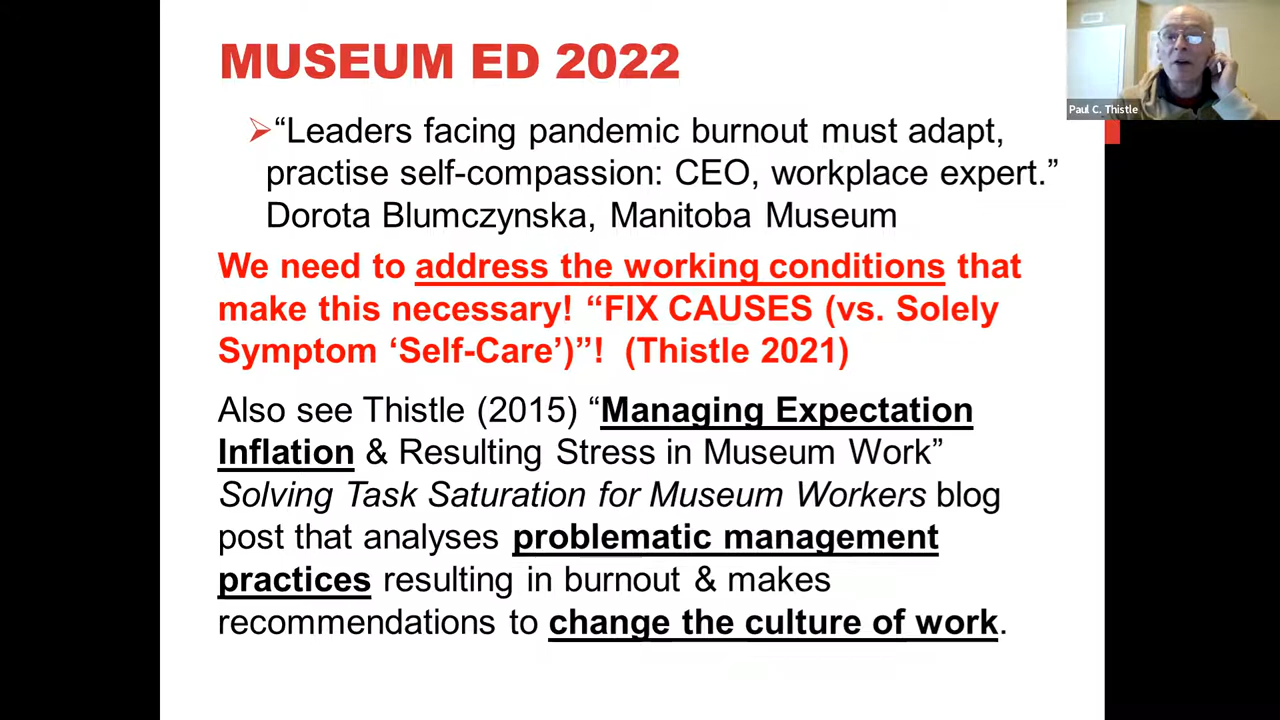 MUSEUM ED 2022
➢“Leaders facing pandemic burnout must adapt,
practise self-compassion: CEO, workplace expert.”
Dorota Blumczynska, Manitoba Museum
We need to address the working conditions that
make this necessary! “FIX CAUSES (vs. Solely
Symptom ‘Self-Care’)”! (Thistle 2021)
Also see Thistle (2015) “Managing Expectation
Inflation & Resulting Stress in Museum Work”
Solving Task Saturation for Museum Workers blog
post that analyses problematic management
practices resulting in burnout & makes
recommendations to change the culture of work.
Paul C. Thistle